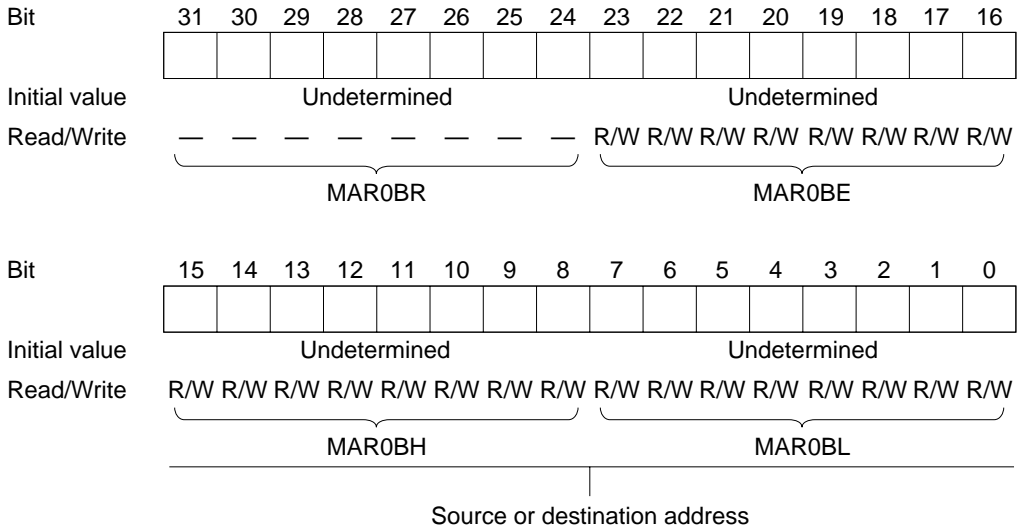 Bit 31 30 29 28 27 26 25 24 23 22 21 20 19 18 17 16
Initial value Undetermined Undetermined
Read/Write — — — — — — — — R/W R/W R/W R/W R/W R/W R/W R/W
MAR0BR MAR0BE
Bit 15 14 13 12 11 10 9 8 7 6 5 4 3 2 1 0
Initial value Undetermined Undetermined
Read/Write R/W R/W R/W R/W R/W R/W R/W R/W R/W R/W R/W R/W R/W R/W R/W R/W
MAR0BH MAR0BL
Source or destination address